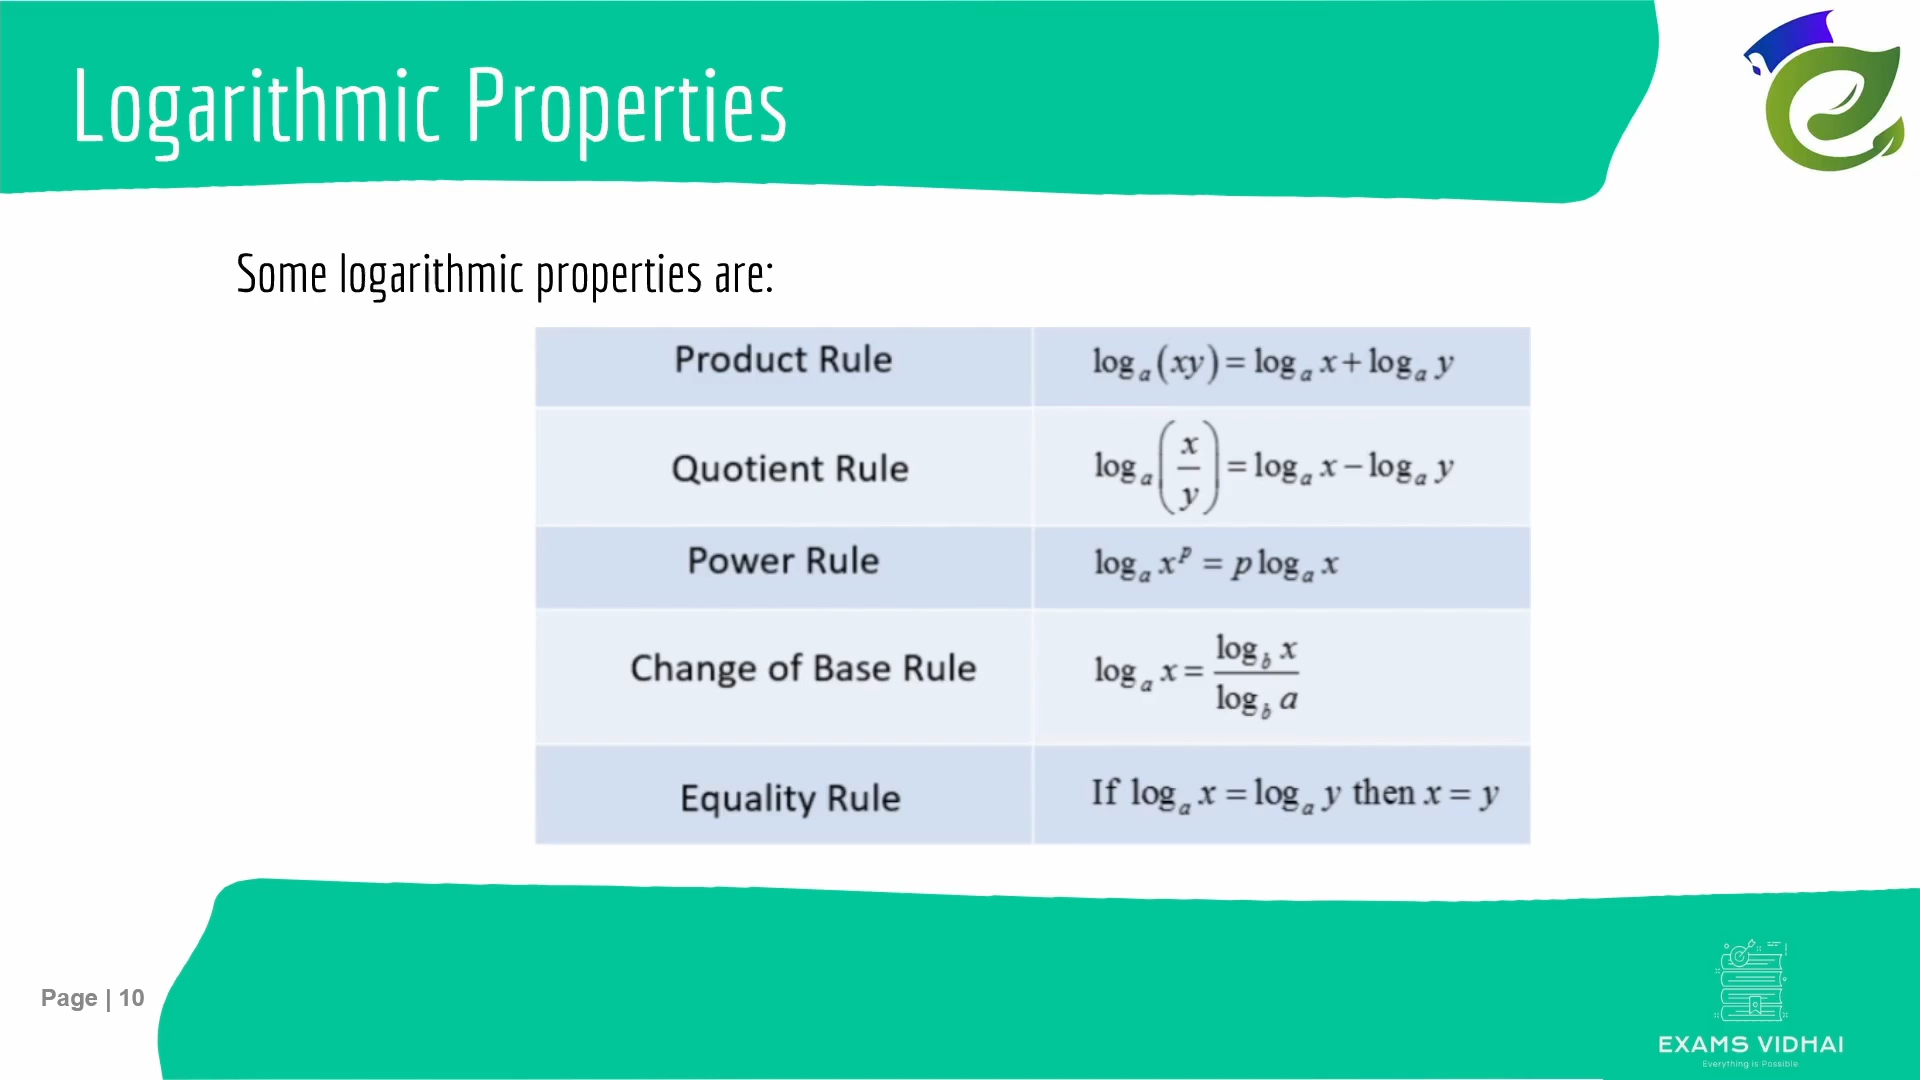 Logarithmic Properties
Some logarithmic properties are:
Product Rule log_a (xy) = log_a x + log_a y
Quotient Rule log_a (x/y) = log_a x − log_a y
Power Rule log_a x^p = p log_a x
Change of Base Rule log_a x = log_b x / log_b a
Equality Rule If log_a x = log_a y then x = y
Page | 10
EXAMS VIDHAI
Everything is Possible